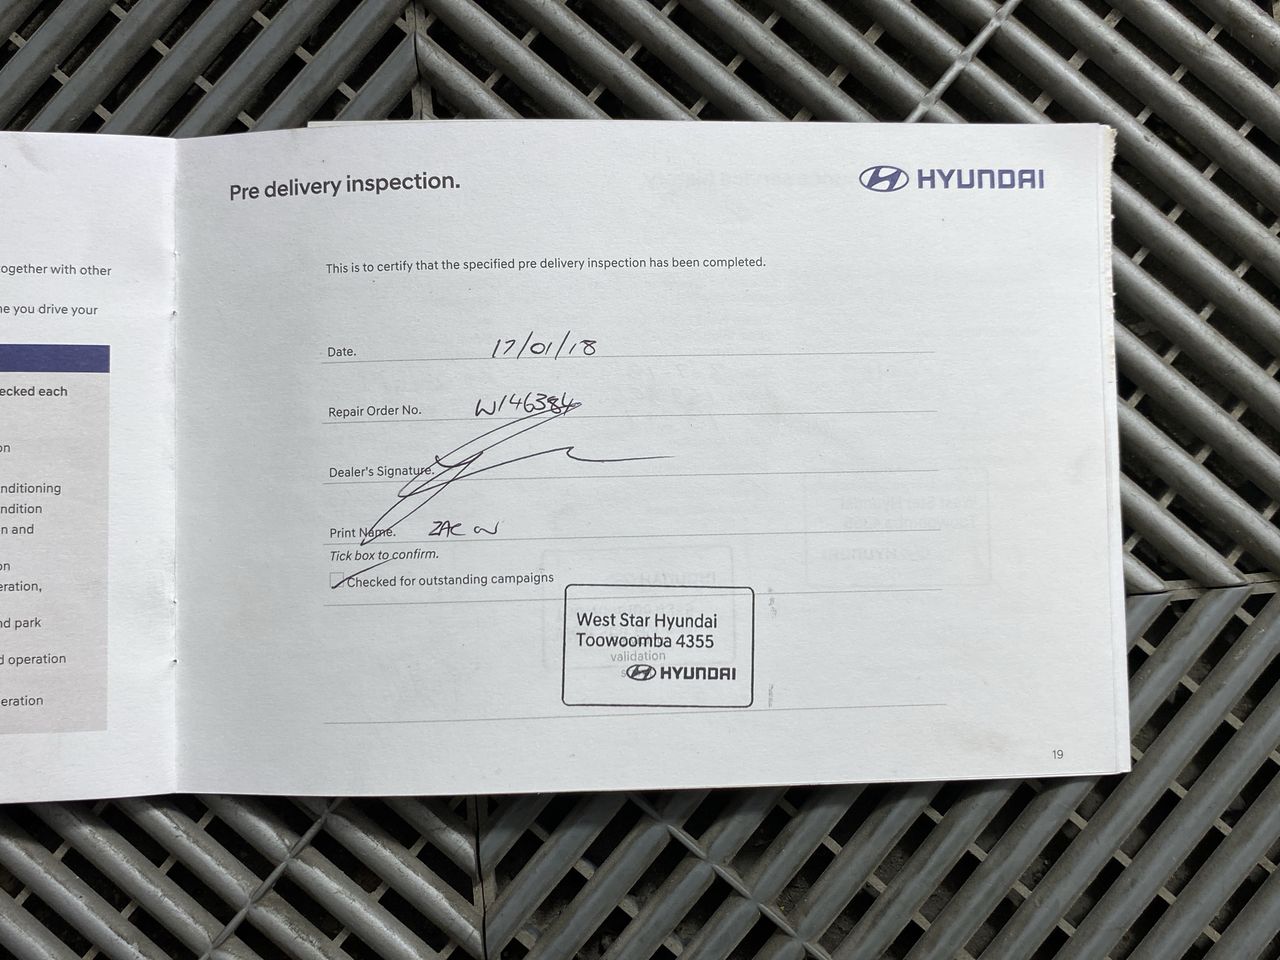 ogether with other
ne you drive your
ecked each
on
nditioning
ndition
n and
on
eration,
nd park
d operation
eration
Pre delivery inspection.
HYUNDAI
This is to certify that the specified pre delivery inspection has been completed.
Date. 17/01/18
Repair Order No. W146384
Dealer's Signature.
Print Name. ZAC W
Tick box to confirm.
Checked for outstanding campaigns
West Star Hyundai
Toowoomba 4355
validation
HYUNDAI
19